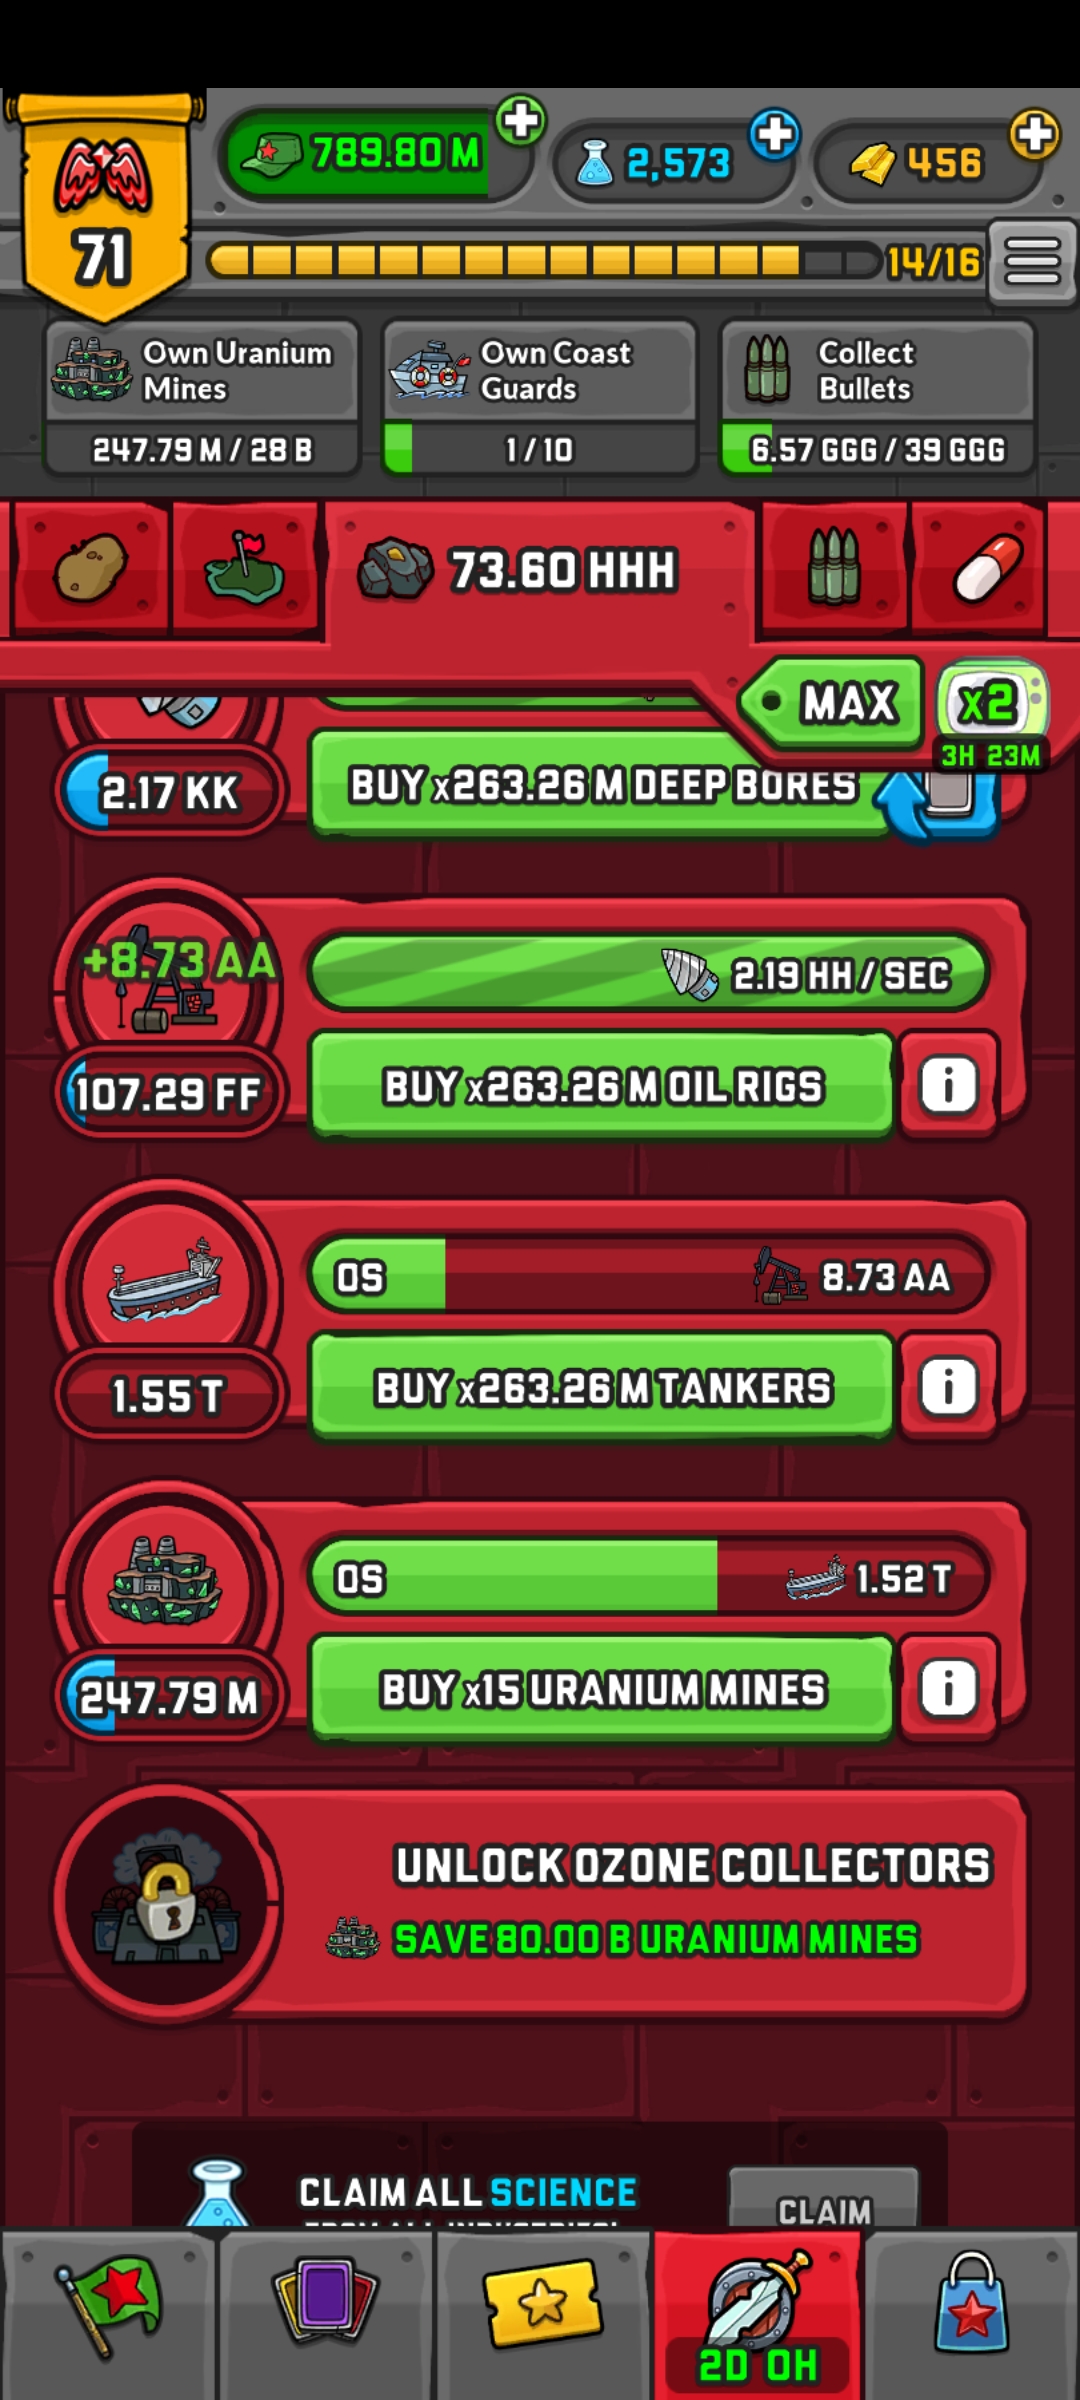 789.80 M
2,573
456
71
14/16
Own Uranium
Mines
247.79 M / 28 B
Own Coast
Guards
1/10
Collect
Bullets
6.57 GGG / 39 GGG
73.60 HHH
MAX
x2
3H 23M
2.17 KK
BUY x263.26 M DEEP BORES
+8.73 AA
2.19 HH / SEC
107.29 FF
BUY x263.26 M OIL RIGS
i
0S
8.73 AA
1.55 T
BUY x263.26 M TANKERS
i
0S
1.52 T
247.79 M
BUY x15 URANIUM MINES
i
UNLOCK OZONE COLLECTORS
SAVE 80.00 B URANIUM MINES
CLAIM ALL SCIENCE
FROM ALL INDUSTRIES!
CLAIM
2D 0H